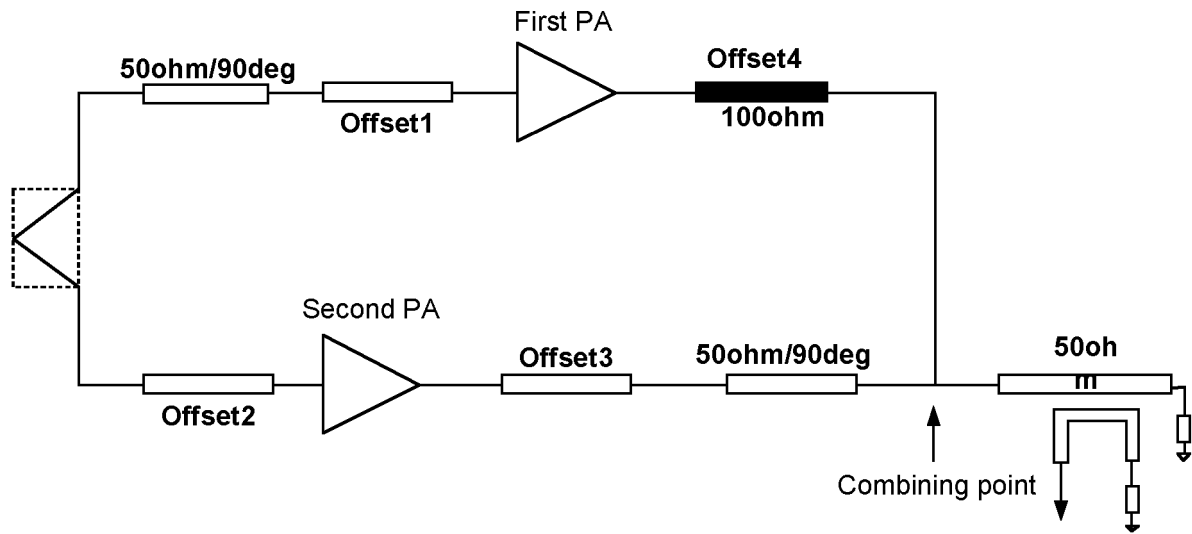 First PA
50ohm/90deg
Offset4
Offset1
100ohm
Second PA
Offset3
50ohm/90deg
50oh
m
Offset2
Combining point